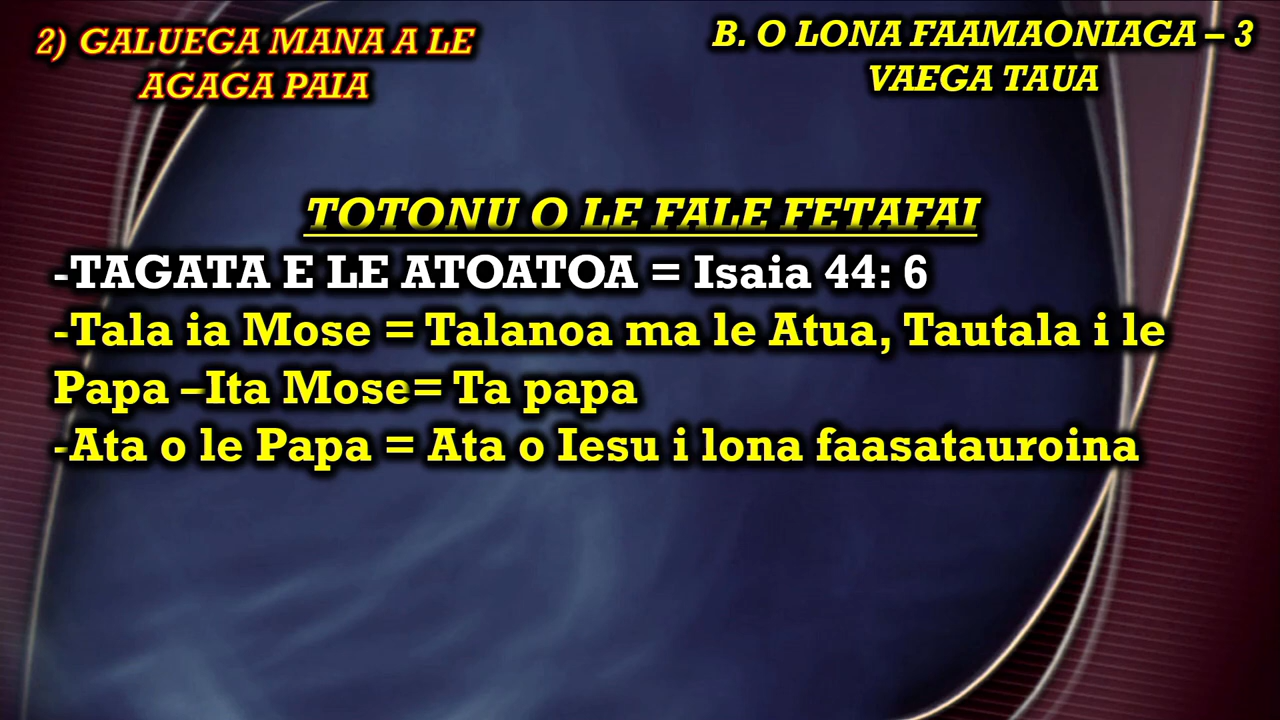 2) GALUEGA MANA A LE
AGAGA PAIA
B. O LONA FAAMAONIAGA – 3
VAEGA TAUA
TOTONU O LE FALE FETAFAI
-TAGATA E LE ATOATOA = Isaia 44: 6
-Tala ia Mose = Talanoa ma le Atua, Tautala i le
Papa –Ita Mose= Ta papa
-Ata o le Papa = Ata o Iesu i lona faasatauroina